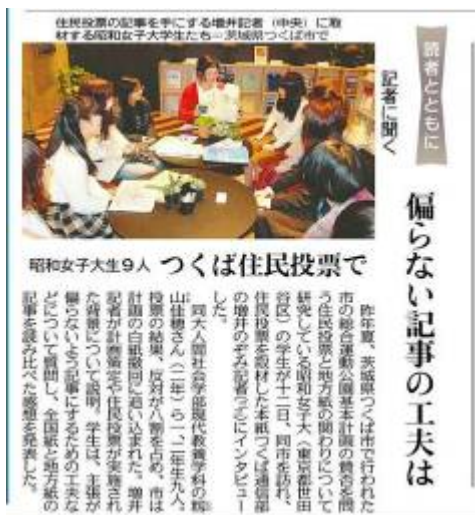 住民投票の記事を手にする増井記者（中央）に取
材する昭和女子大学生たち＝茨城県つくば市で
読者とともに
記者に聞く
偏らない記事の工夫は
昭和女子大生９人 つくば住民投票で
昨年夏、茨城県つくば市で行われた
市の総合運動公園基本計画の賛否を問
う住民投票と地方紙の関わりについて
研究している昭和女子大（東京都世田
谷区）の学生が十二日、同市を訪れ、
住民投票を取材した本紙つくば通信部
の増井のぞみ記者 にインタビュー
した。
同大人間社会学部現代教養学科の
山佳穂さん（二年）ら一、二年生九人。
投票の結果、反対が八割を占め、市は
計画の白紙撤回に追い込まれた。増井
記者が計画策定や住民投票が実施され
た背景について説明。学生は、主張が
偏らないよう記事にするための工夫な
どについて質問し、全国紙と地方紙の
記事を読み比べた感想を発表した。